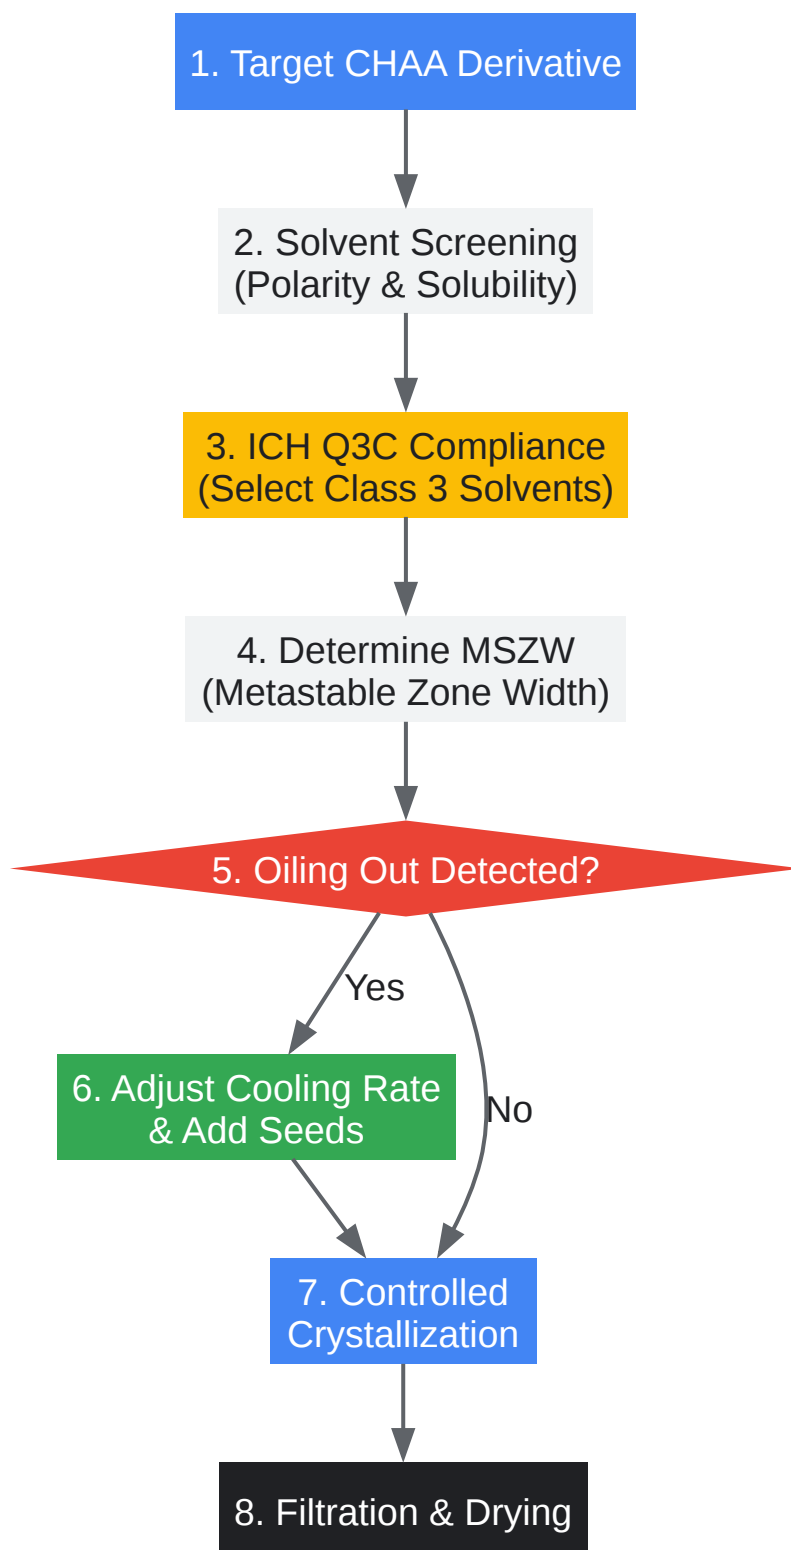 1. Target CHAA Derivative
2. Solvent Screening
(Polarity & Solubility)
3. ICH Q3C Compliance
(Select Class 3 Solvents)
4. Determine MSZW
(Metastable Zone Width)
5. Oiling Out Detected?
Yes
6. Adjust Cooling Rate
& Add Seeds
No
7. Controlled
Crystallization
8. Filtration & Drying